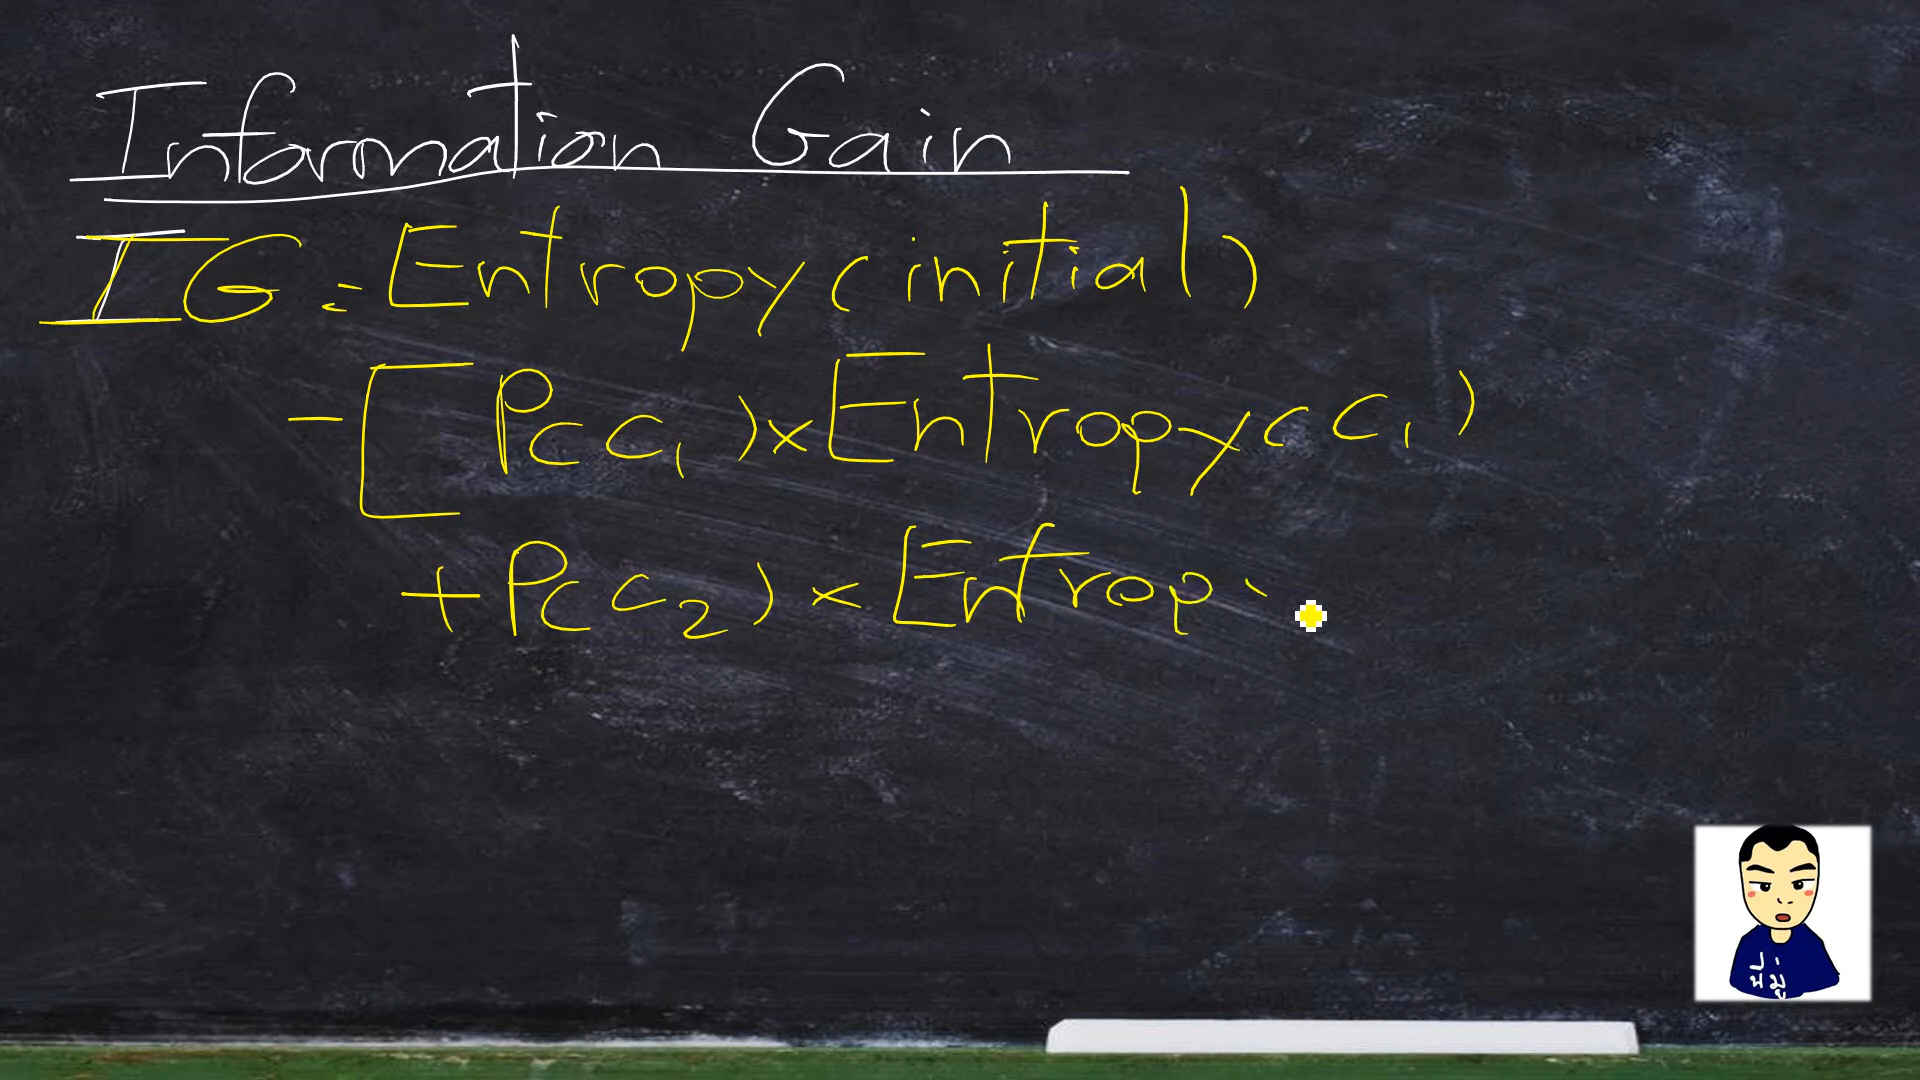 Information Gain
IG = Entropy(initial)
-[P(C₁)×Entropy(C₁)
+P(C₂)×Entrop